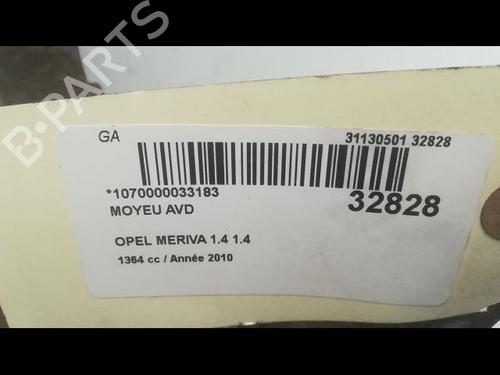 B-PARTS
GA
31130501 32828
*1070000033183
32828
MOYEU AVD
OPEL MERIVA 1.4 1.4
1364 cc / Année 2010